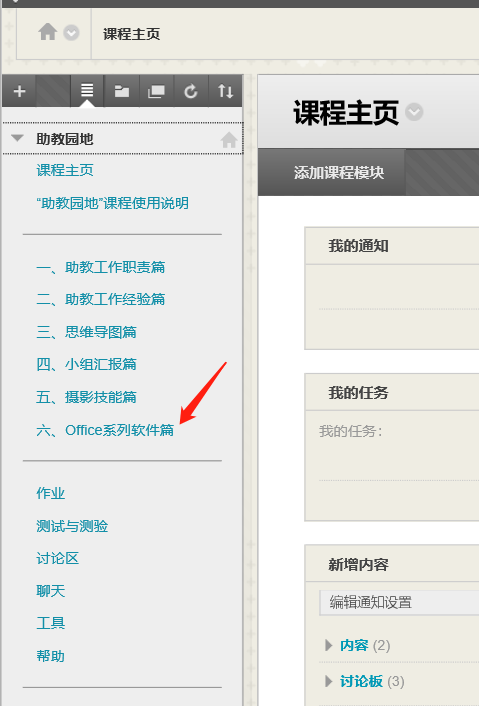 课程主页
助教园地
课程主页
“助教园地”课程使用说明
一、助教工作职责篇
二、助教工作经验篇
三、思维导图篇
四、小组汇报篇
五、摄影技能篇
六、Office系列软件篇
作业
测试与测验
讨论区
聊天
工具
帮助
课程主页
添加课程模块
我的通知
我的任务
我的任务：
新增内容
编辑通知设置
内容 (2)
讨论板 (3)